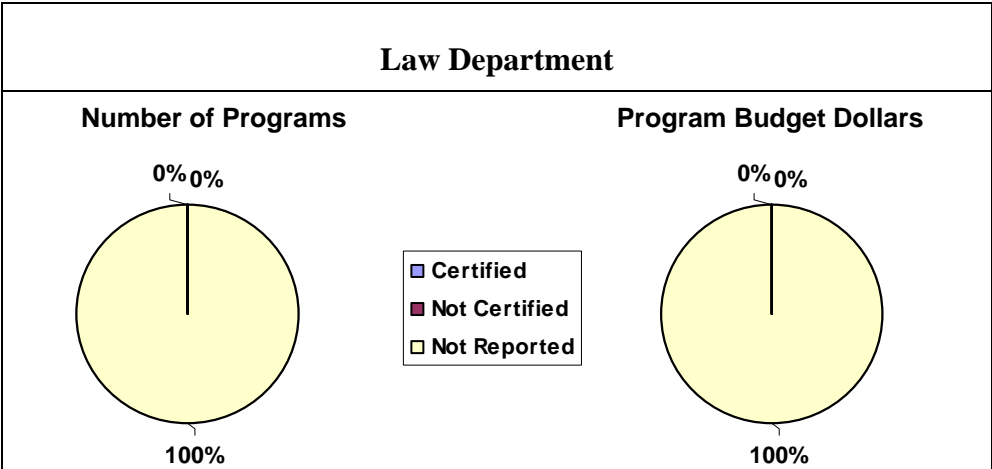 Law Department
Number of Programs
Program Budget Dollars
0% 0%
0% 0%
Certified
Not Certified
Not Reported
100%
100%